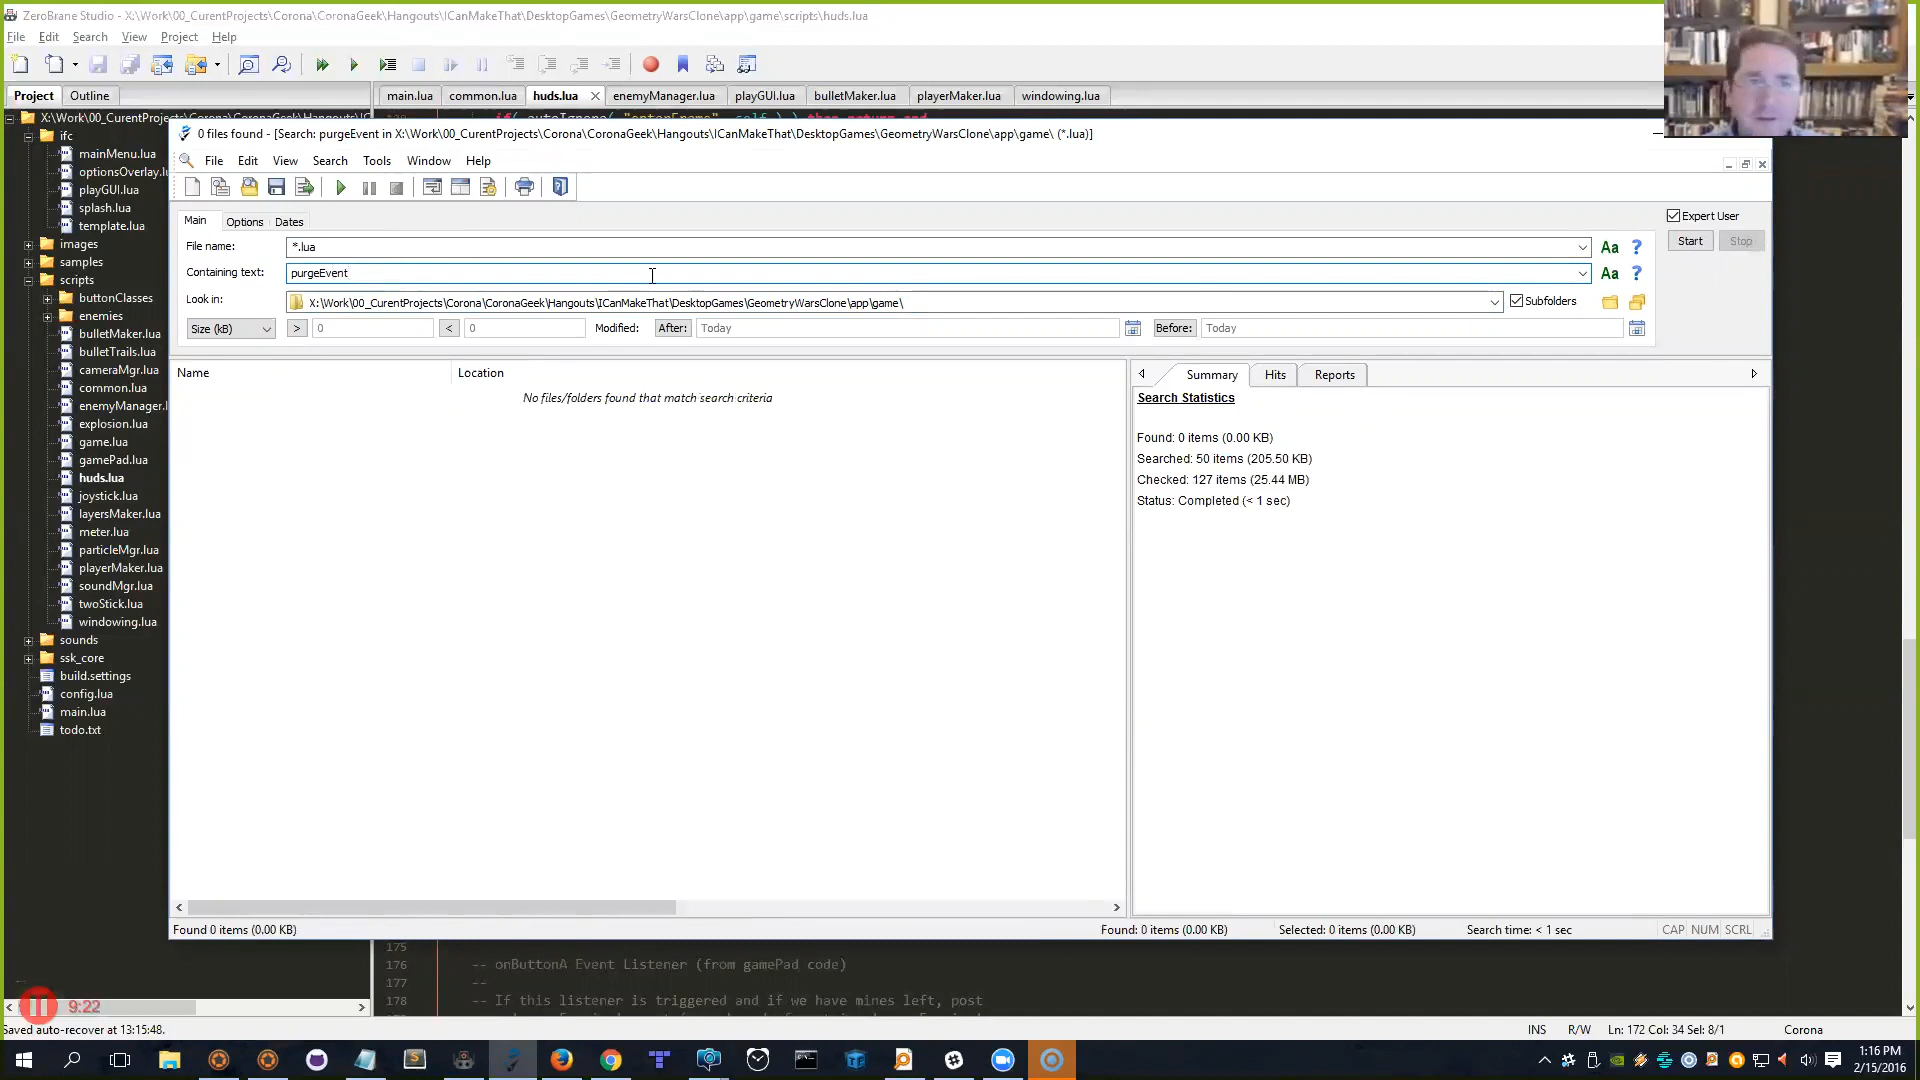 ZeroBrane Studio - X:\Work\00_CurentProjects\Corona\CoronaGeek\Hangouts\ICanMakeThat\DesktopGames\GeometryWarsClone\app\game\scripts\huds.lua
File Edit Search View Project Help
Project Outline
main.lua common.lua huds.lua enemyManager.lua playGUI.lua bulletMaker.lua playerMaker.lua windowing.lua
X:\Work\00_CurentProjects\Corona\CoronaGeek\Hangouts\IC
ifc
mainMenu.lua
optionsOverlay.lu
playGUI.lua
splash.lua
template.lua
images
samples
scripts
buttonClasses
enemies
bulletMaker.lua
bulletTrails.lua
cameraMgr.lua
common.lua
enemyManager.l
explosion.lua
game.lua
gamePad.lua
huds.lua
joystick.lua
layersMaker.lua
meter.lua
particleMgr.lua
playerMaker.lua
soundMgr.lua
twoStick.lua
windowing.lua
sounds
ssk_core
build.settings
config.lua
main.lua
todo.txt
0 files found - [Search: purgeEvent in X:\Work\00_CurentProjects\Corona\CoronaGeek\Hangouts\ICanMakeThat\DesktopGames\GeometryWarsClone\app\game\ (*.lua)]
File Edit View Search Tools Window Help
Main Options Dates
Expert User
File name: *.lua Aa ? Start Stop
Containing text: purgeEvent Aa ?
Look in: X:\Work\00_CurentProjects\Corona\CoronaGeek\Hangouts\ICanMakeThat\DesktopGames\GeometryWarsClone\app\game\ Subfolders
Size (kB) > 0 < 0 Modified: After: Today Before: Today
Name Location
No files/folders found that match search criteria
Summary Hits Reports
Search Statistics
Found: 0 items (0.00 KB)
Searched: 50 items (205.50 KB)
Checked: 127 items (25.44 MB)
Status: Completed (< 1 sec)
Found 0 items (0.00 KB) Found: 0 items (0.00 KB) Selected: 0 items (0.00 KB) Search time: < 1 sec CAP NUM SCRL
175
176 -- onButtonA Event Listener (from gamePad code)
177 --
178 -- If this listener is triggered and if we have mines left, post
9:22
Saved auto-recover at 13:15:48. INS R/W Ln: 172 Col: 34 Sel: 8/1 Corona
1:16 PM
2/15/2016